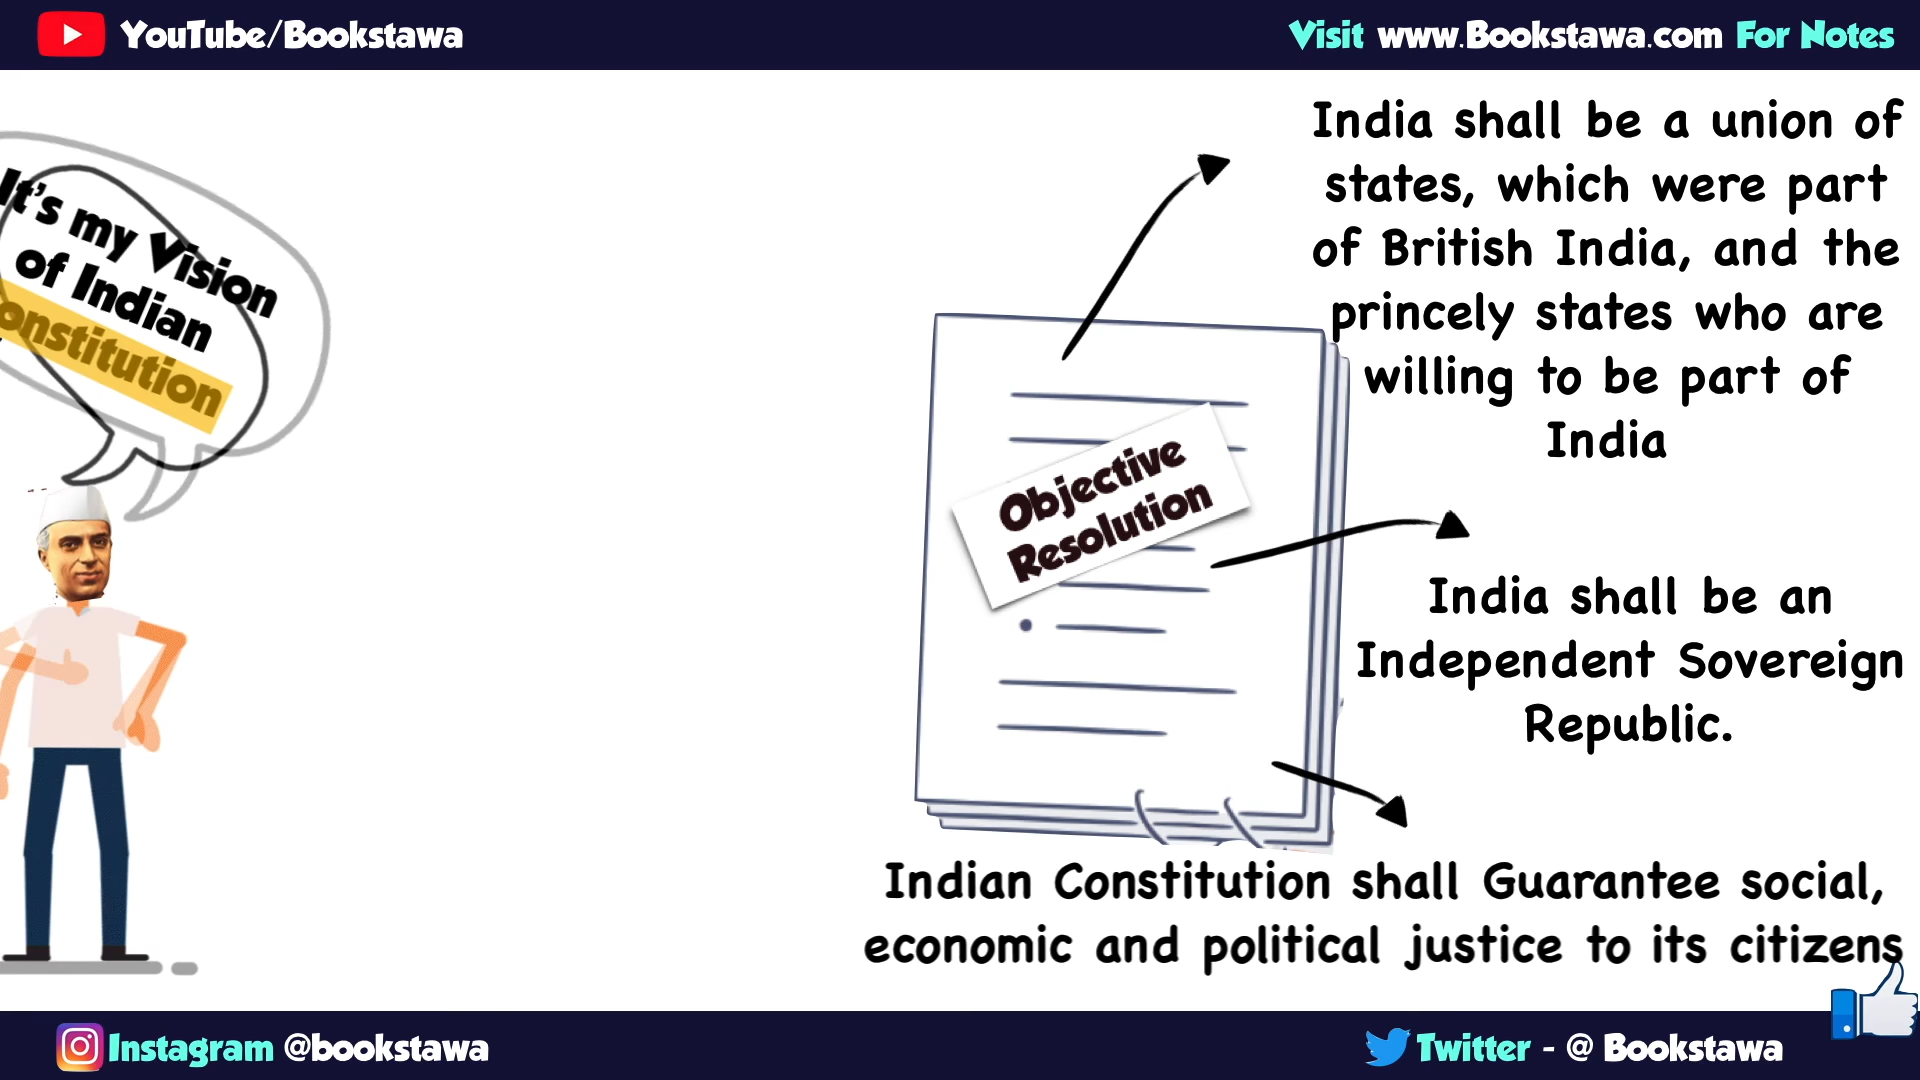 YouTube/Bookstawa
Visit www.Bookstawa.com For Notes
It's my Vision
of Indian
onstitution
India shall be a union of
states, which were part
of British India, and the
princely states who are
willing to be part of
India
Objective
Resolution
India shall be an
Independent Sovereign
Republic.
Indian Constitution shall Guarantee social,
economic and political justice to its citizens
Instagram @bookstawa
Twitter - @ Bookstawa